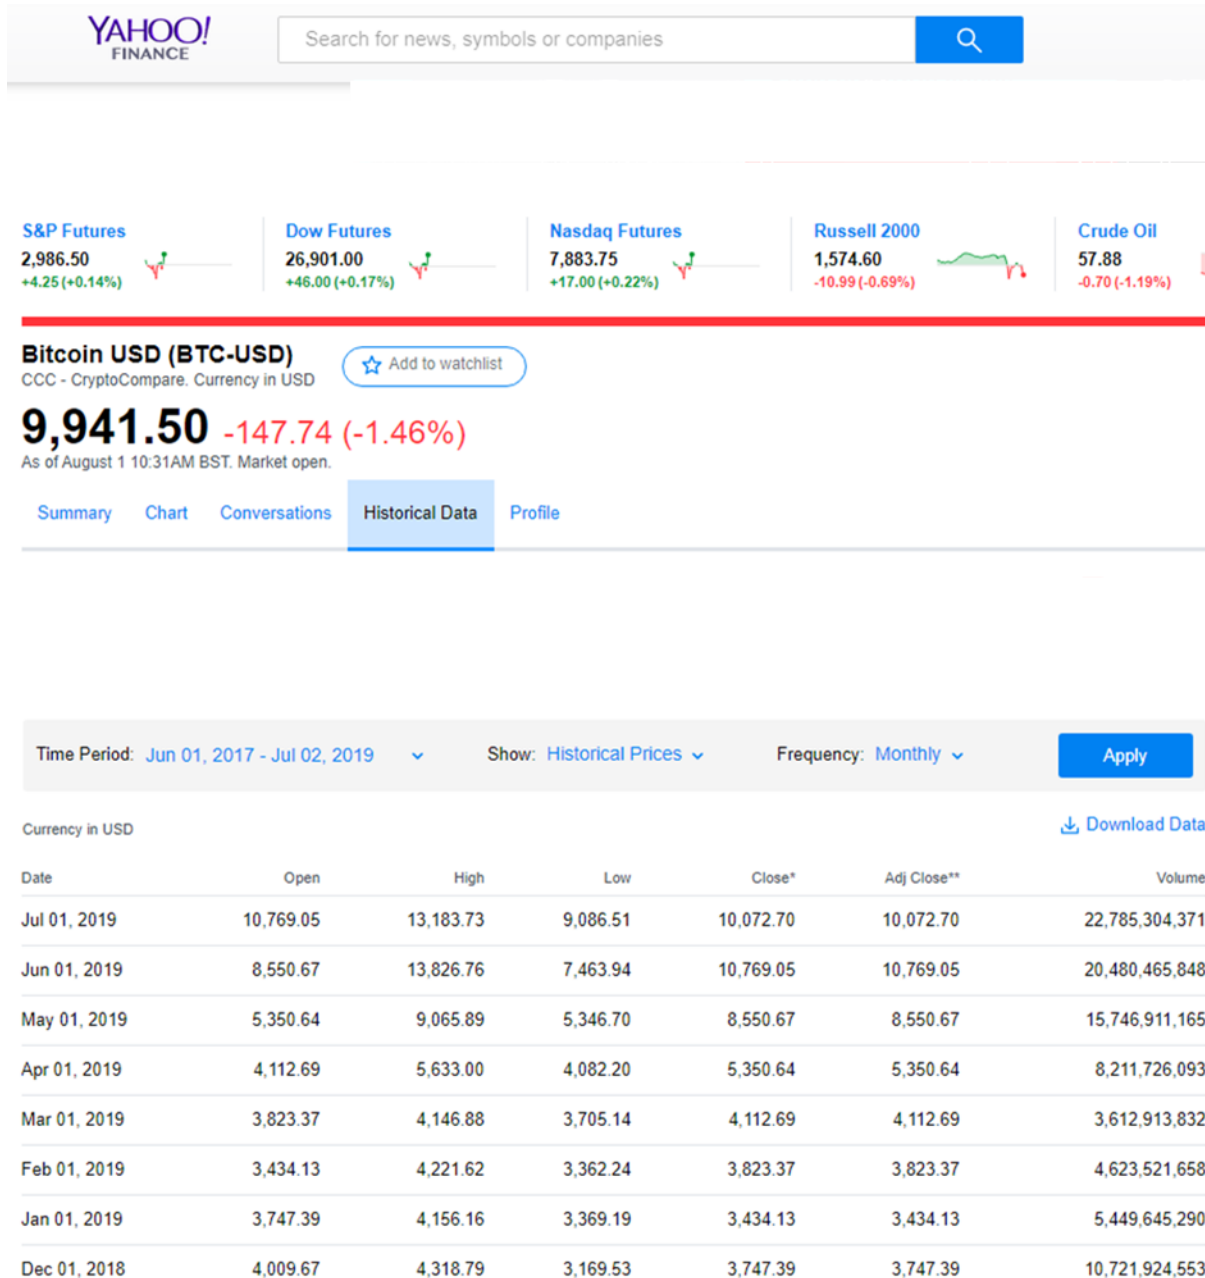 YAHOO!
FINANCE
Search for news, symbols or companies
S&P Futures
2,986.50
+4.25 (+0.14%)
Dow Futures
26,901.00
+46.00 (+0.17%)
Nasdaq Futures
7,883.75
+17.00 (+0.22%)
Russell 2000
1,574.60
-10.99 (-0.69%)
Crude Oil
57.88
-0.70 (-1.19%)
Bitcoin USD (BTC-USD)
CCC - CryptoCompare. Currency in USD
Add to watchlist
9,941.50 -147.74 (-1.46%)
As of August 1 10:31AM BST. Market open.
Summary Chart Conversations Historical Data Profile
Time Period: Jun 01, 2017 - Jul 02, 2019 Show: Historical Prices Frequency: Monthly Apply
Currency in USD Download Data
Date Open High Low Close* Adj Close** Volume
Jul 01, 2019 10,769.05 13,183.73 9,086.51 10,072.70 10,072.70 22,785,304,371
Jun 01, 2019 8,550.67 13,826.76 7,463.94 10,769.05 10,769.05 20,480,465,848
May 01, 2019 5,350.64 9,065.89 5,346.70 8,550.67 8,550.67 15,746,911,165
Apr 01, 2019 4,112.69 5,633.00 4,082.20 5,350.64 5,350.64 8,211,726,093
Mar 01, 2019 3,823.37 4,146.88 3,705.14 4,112.69 4,112.69 3,612,913,832
Feb 01, 2019 3,434.13 4,221.62 3,362.24 3,823.37 3,823.37 4,623,521,658
Jan 01, 2019 3,747.39 4,156.16 3,369.19 3,434.13 3,434.13 5,449,645,290
Dec 01, 2018 4,009.67 4,318.79 3,169.53 3,747.39 3,747.39 10,721,924,553